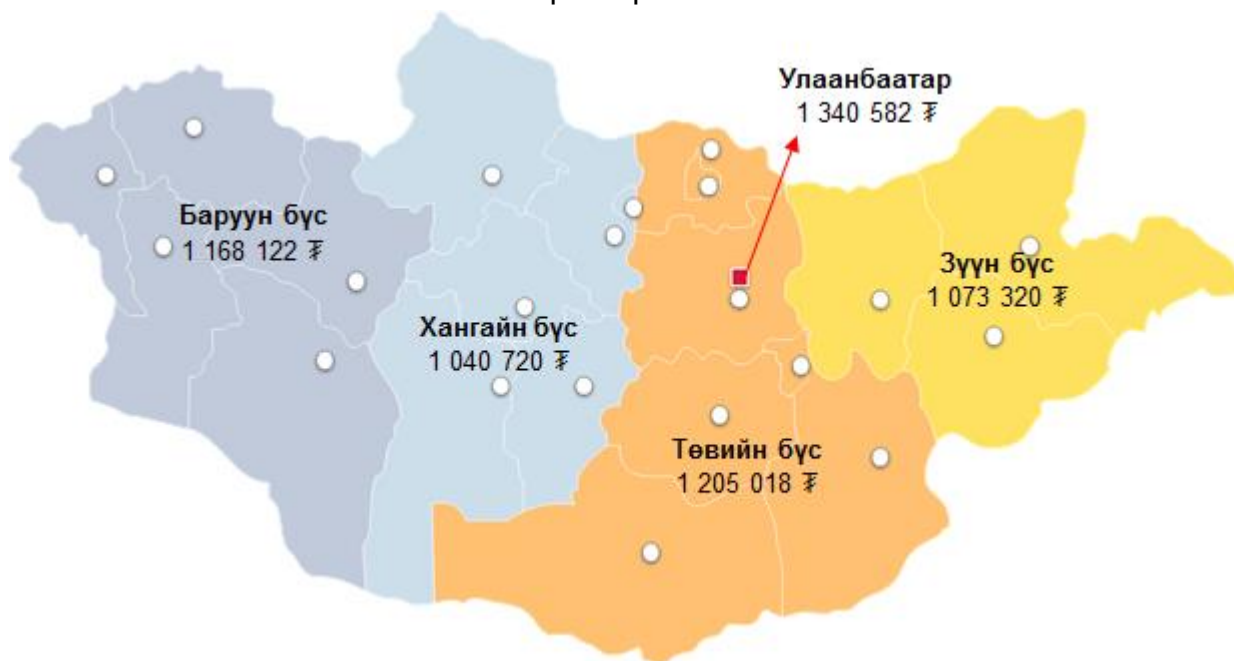 Улаанбаатар
1 340 582 ₮
Баруун бүс
1 168 122 ₮
Зүүн бүс
1 073 320 ₮
Хангайн бүс
1 040 720 ₮
Төвийн бүс
1 205 018 ₮